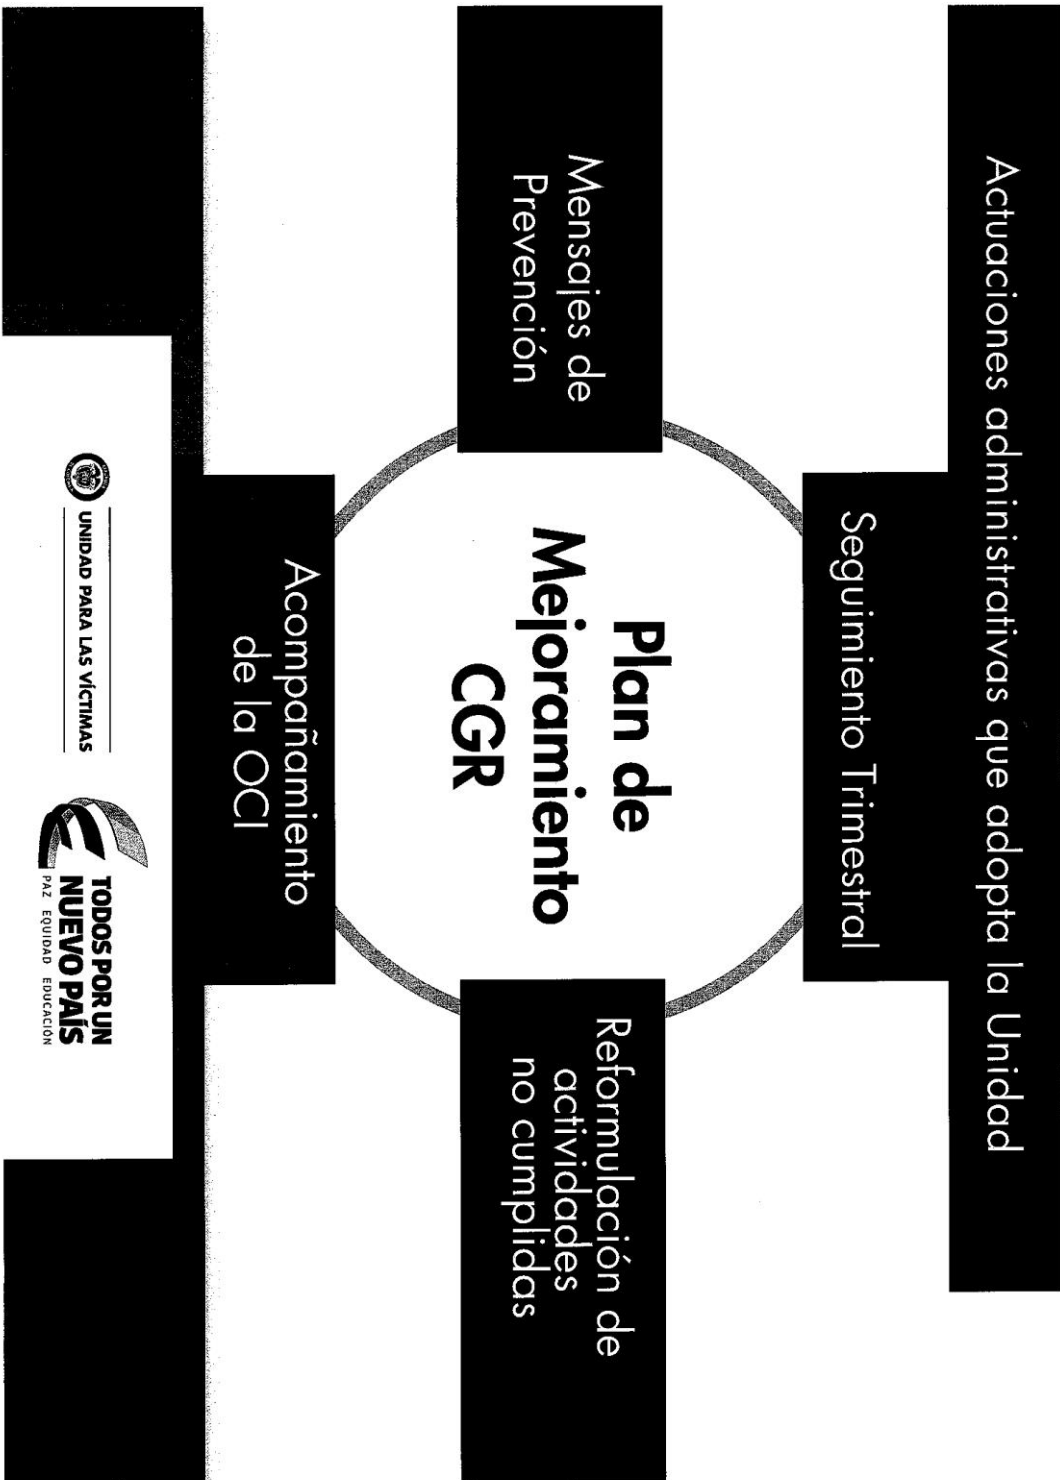 Actuaciones administrativas que adopta la Unidad
Seguimiento Trimestral
Mensajes de
Prevención
Plan de
Mejoramiento
CGR
Reformulación de
actividades
no cumplidas
Acompañamiento
de la OCI
UNIDAD PARA LAS VÍCTIMAS
TODOS POR UN
NUEVO PAÍS
PAZ EQUIDAD EDUCACIÓN